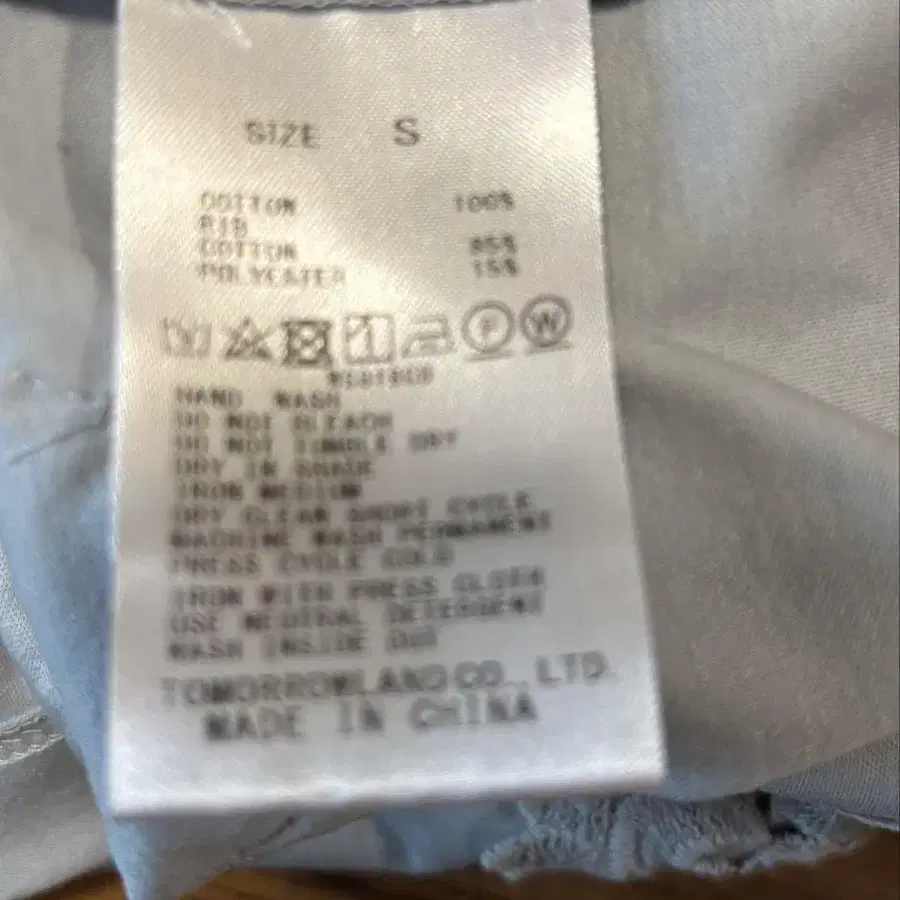 SIZE S
COTTON 100%
RIB
COTTON 85%
POLYESTER 15%
F W
HAND WASH
DO NOT BLEACH
DO NOT TUMBLE DRY
DRY IN SHADE
IRON MEDIUM
DRY CLEAN SHORT CYCLE
MACHINE WASH PERMANENT
PRESS CYCLE COLD
IRON WITH PRESS CLOTH
USE NEUTRAL DETERGENT
WASH INSIDE OUT
TOMORROWLAND CO., LTD.
MADE IN CHINA